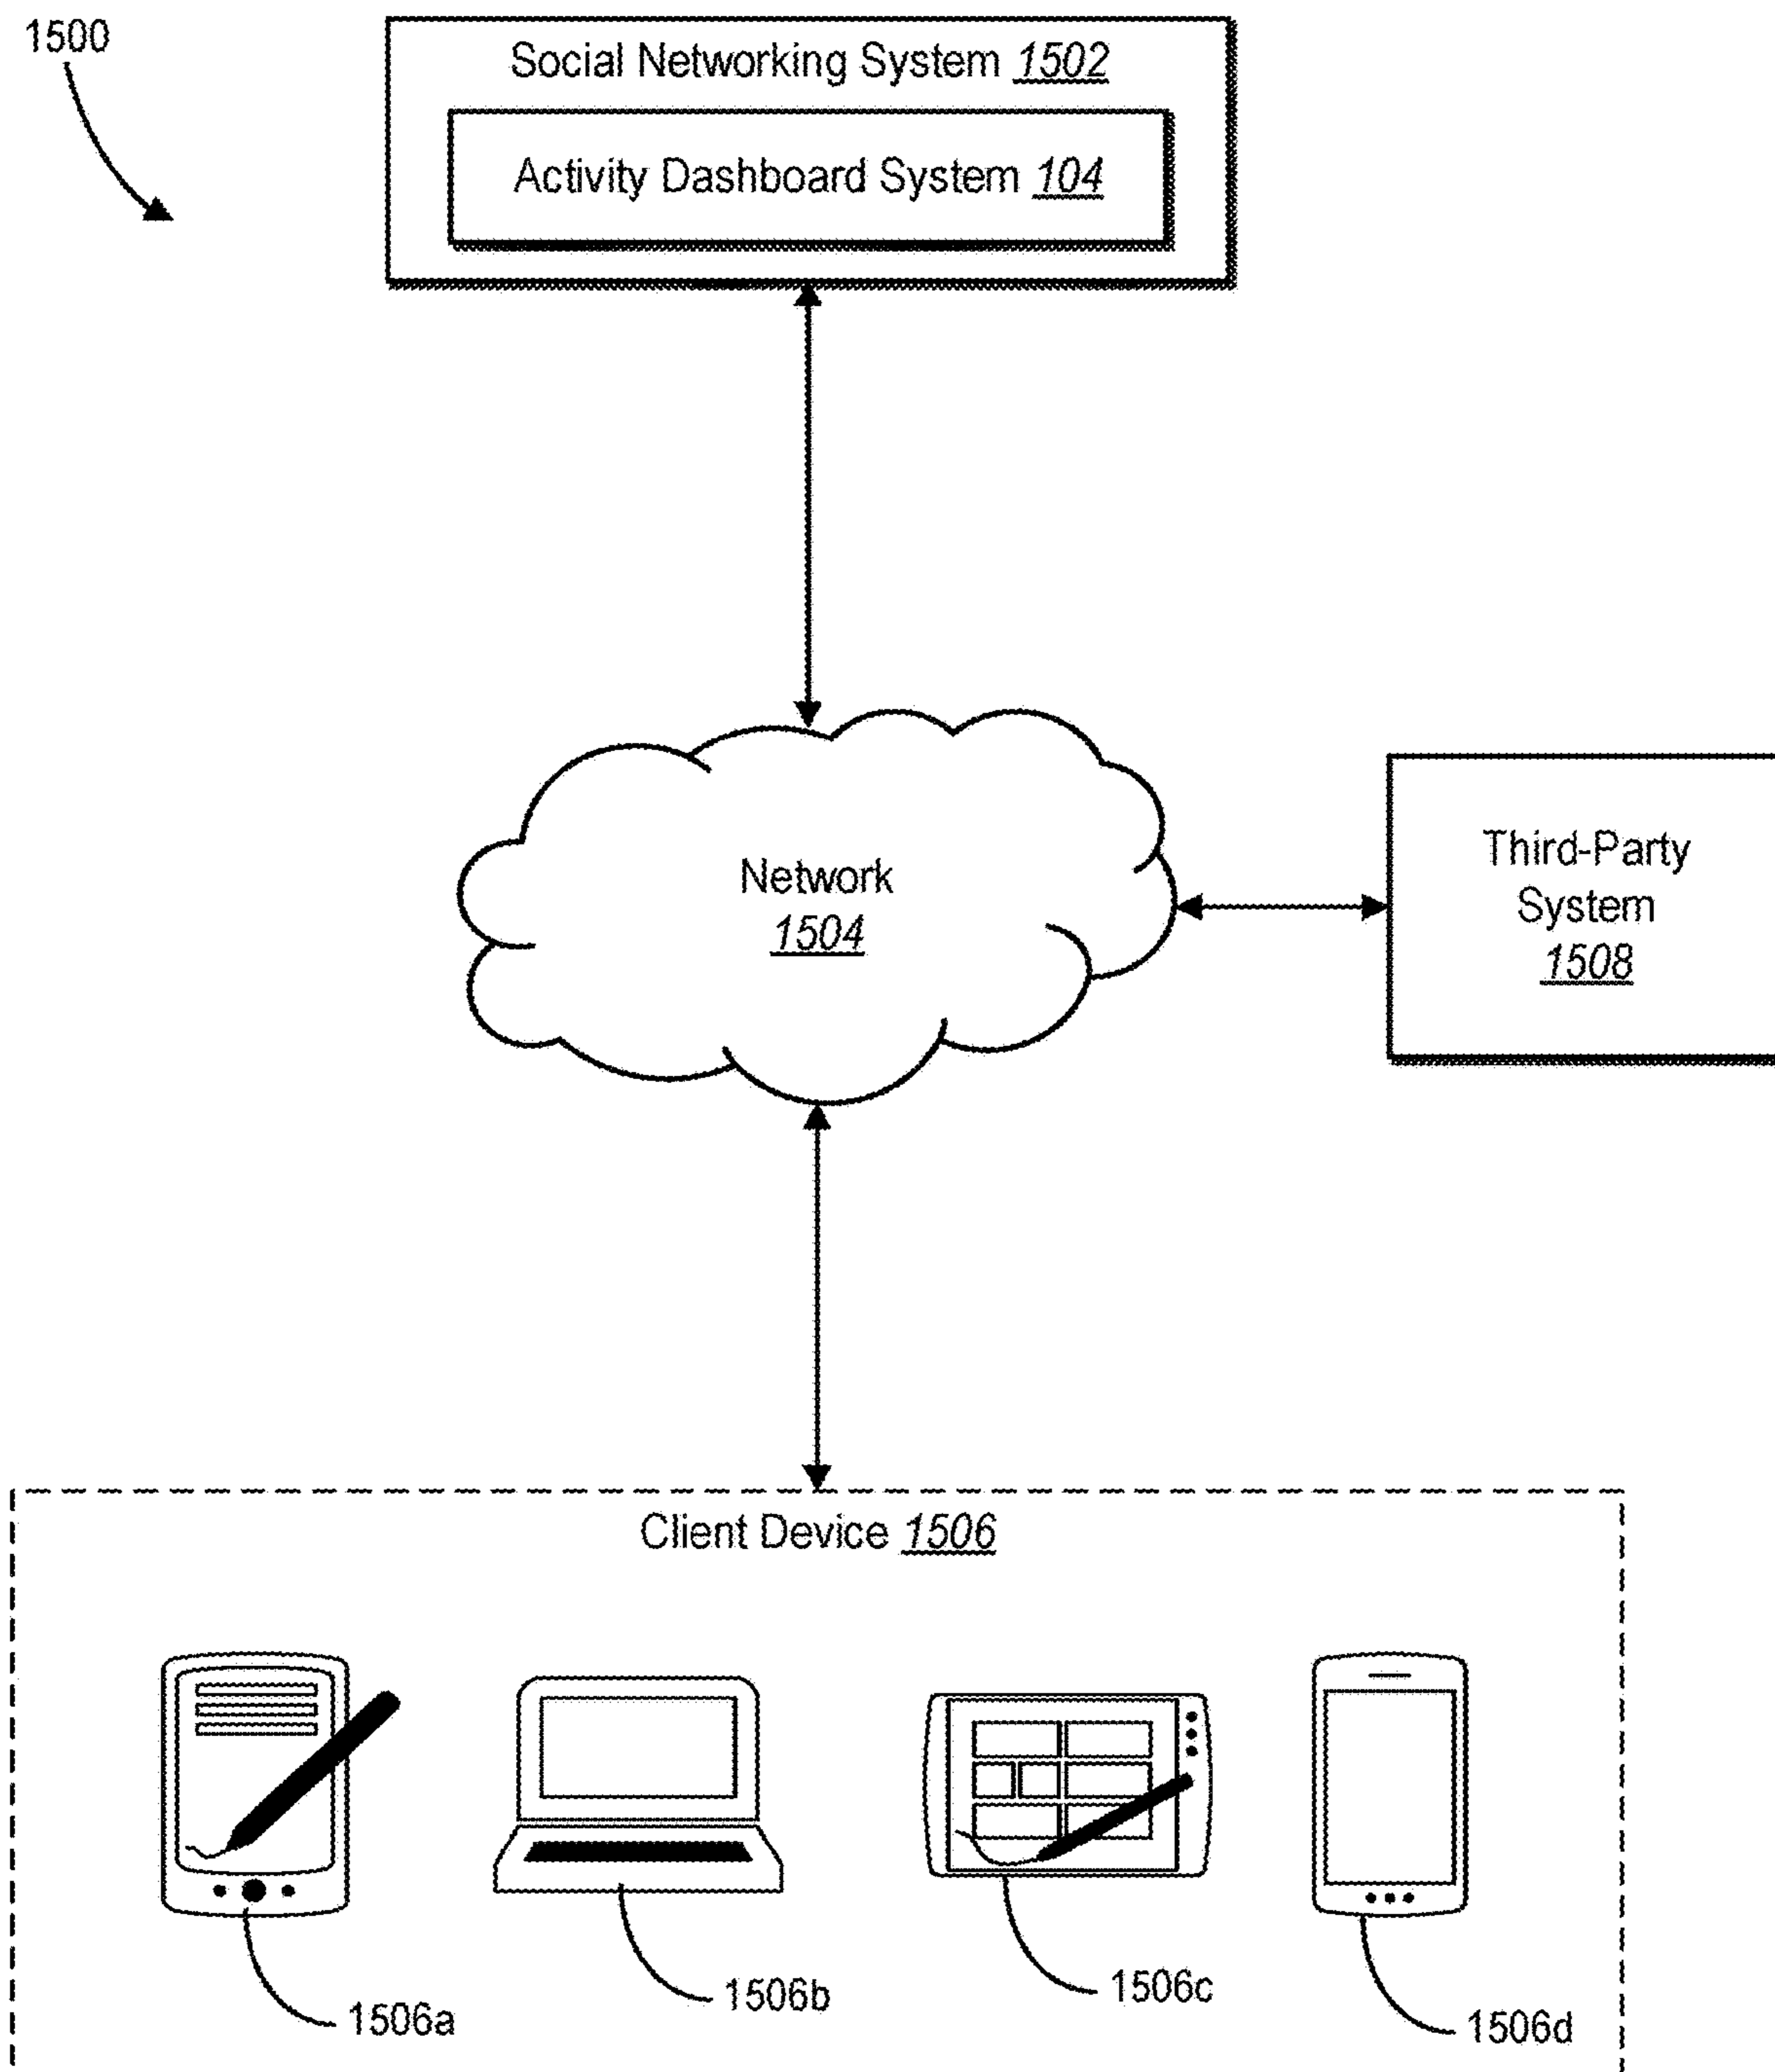 1500
Social Networking System 1502
Activity Dashboard System 104
Network
1504
Third-Party
System
1508
Client Device 1506
1506a
1506b
1506c
1506d